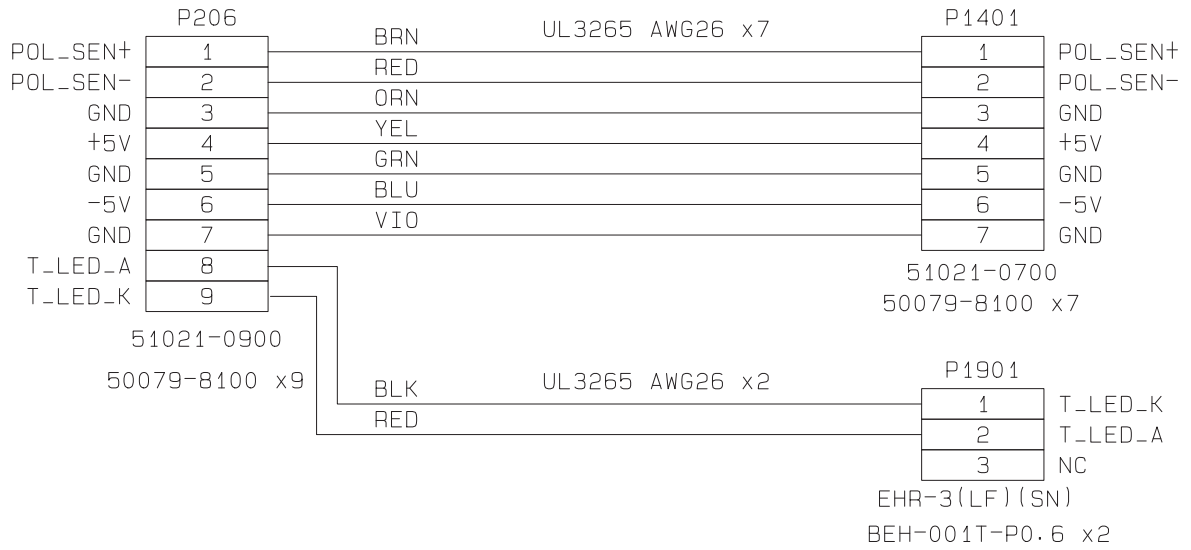 P206
UL3265 AWG26 x7
P1401
POL_SEN+ 1 BRN 1 POL_SEN+
POL_SEN- 2 RED 2 POL_SEN-
GND 3 ORN 3 GND
+5V 4 YEL 4 +5V
GND 5 GRN 5 GND
-5V 6 BLU 6 -5V
GND 7 VIO 7 GND
T_LED_A 8
T_LED_K 9
51021-0700
50079-8100 x7
51021-0900
50079-8100 x9
UL3265 AWG26 x2
P1901
BLK 1 T_LED_K
RED 2 T_LED_A
3 NC
EHR-3(LF)(SN)
BEH-001T-P0.6 x2